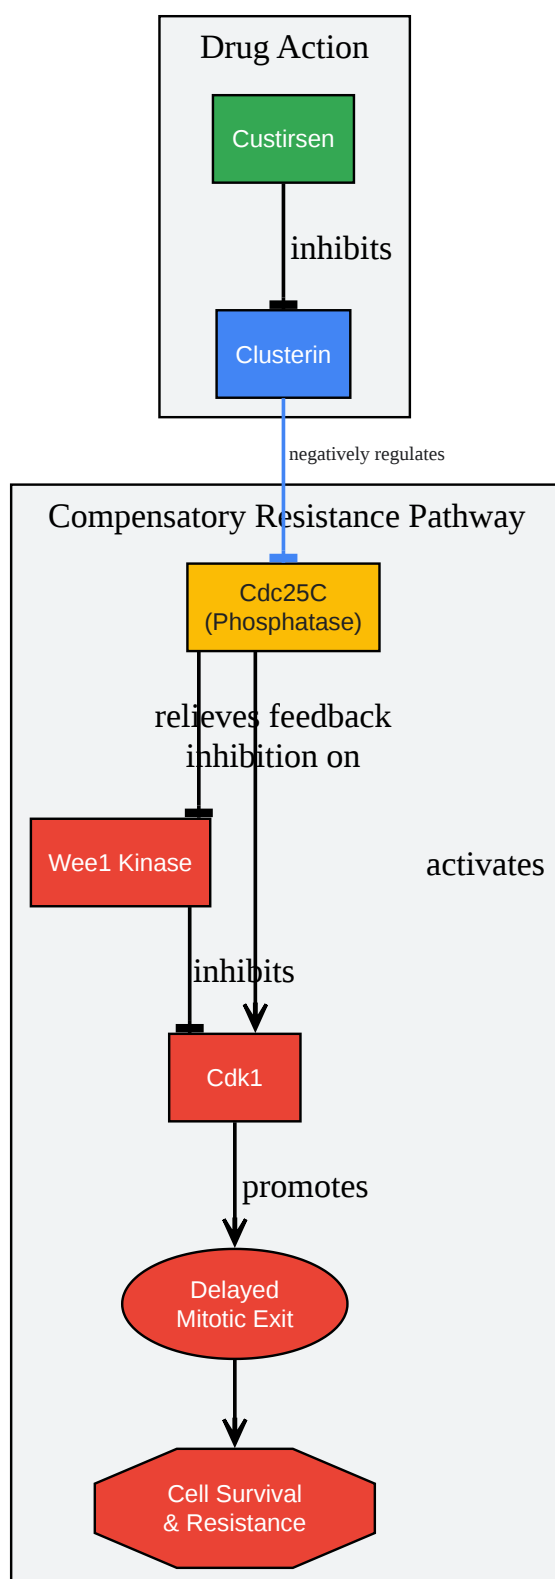 Drug Action
Custirsen
inhibits
Clusterin
negatively regulates
Compensatory Resistance Pathway
Cdc25C
(Phosphatase)
relieves feedback
inhibition on
Wee1 Kinase
activates
inhibits
Cdk1
promotes
Delayed
Mitotic Exit
Cell Survival
& Resistance